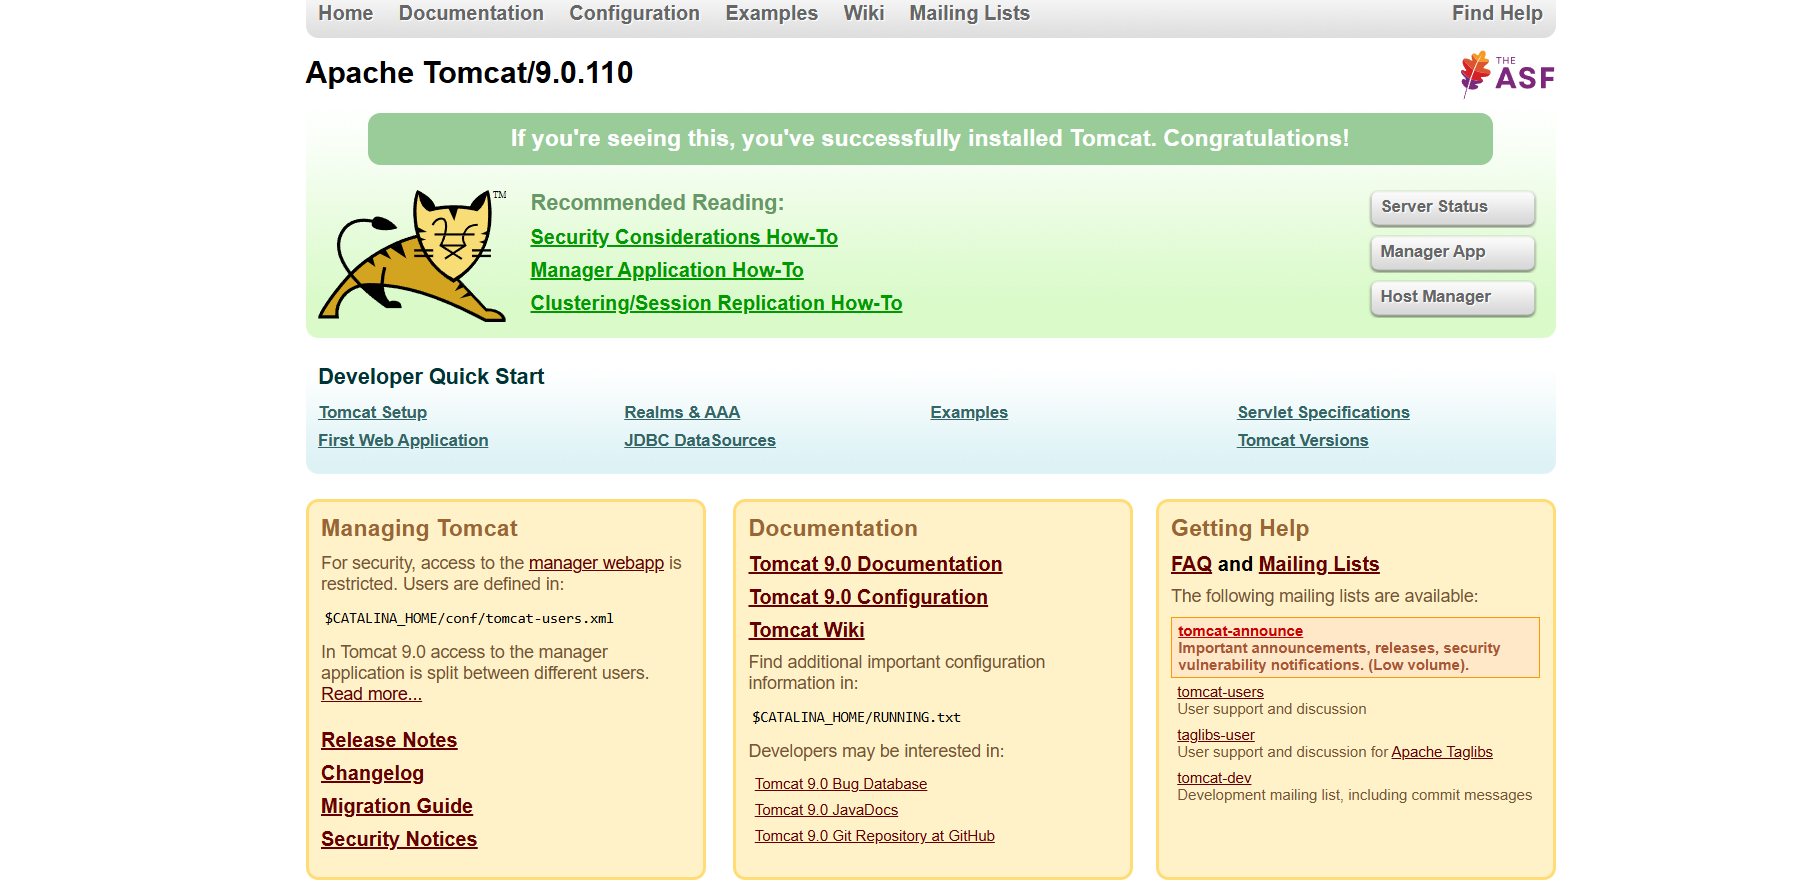 Home Documentation Configuration Examples Wiki Mailing Lists Find Help
Apache Tomcat/9.0.110
THE
ASF
If you're seeing this, you've successfully installed Tomcat. Congratulations!
TM
Recommended Reading:
Security Considerations How-To
Manager Application How-To
Clustering/Session Replication How-To
Server Status
Manager App
Host Manager
Developer Quick Start
Tomcat Setup
First Web Application
Realms & AAA
JDBC DataSources
Examples
Servlet Specifications
Tomcat Versions
Managing Tomcat
For security, access to the manager webapp is
restricted. Users are defined in:
$CATALINA_HOME/conf/tomcat-users.xml
In Tomcat 9.0 access to the manager
application is split between different users.
Read more...
Release Notes
Changelog
Migration Guide
Security Notices
Documentation
Tomcat 9.0 Documentation
Tomcat 9.0 Configuration
Tomcat Wiki
Find additional important configuration
information in:
$CATALINA_HOME/RUNNING.txt
Developers may be interested in:
Tomcat 9.0 Bug Database
Tomcat 9.0 JavaDocs
Tomcat 9.0 Git Repository at GitHub
Getting Help
FAQ and Mailing Lists
The following mailing lists are available:
tomcat-announce
Important announcements, releases, security
vulnerability notifications. (Low volume).
tomcat-users
User support and discussion
taglibs-user
User support and discussion for Apache Taglibs
tomcat-dev
Development mailing list, including commit messages